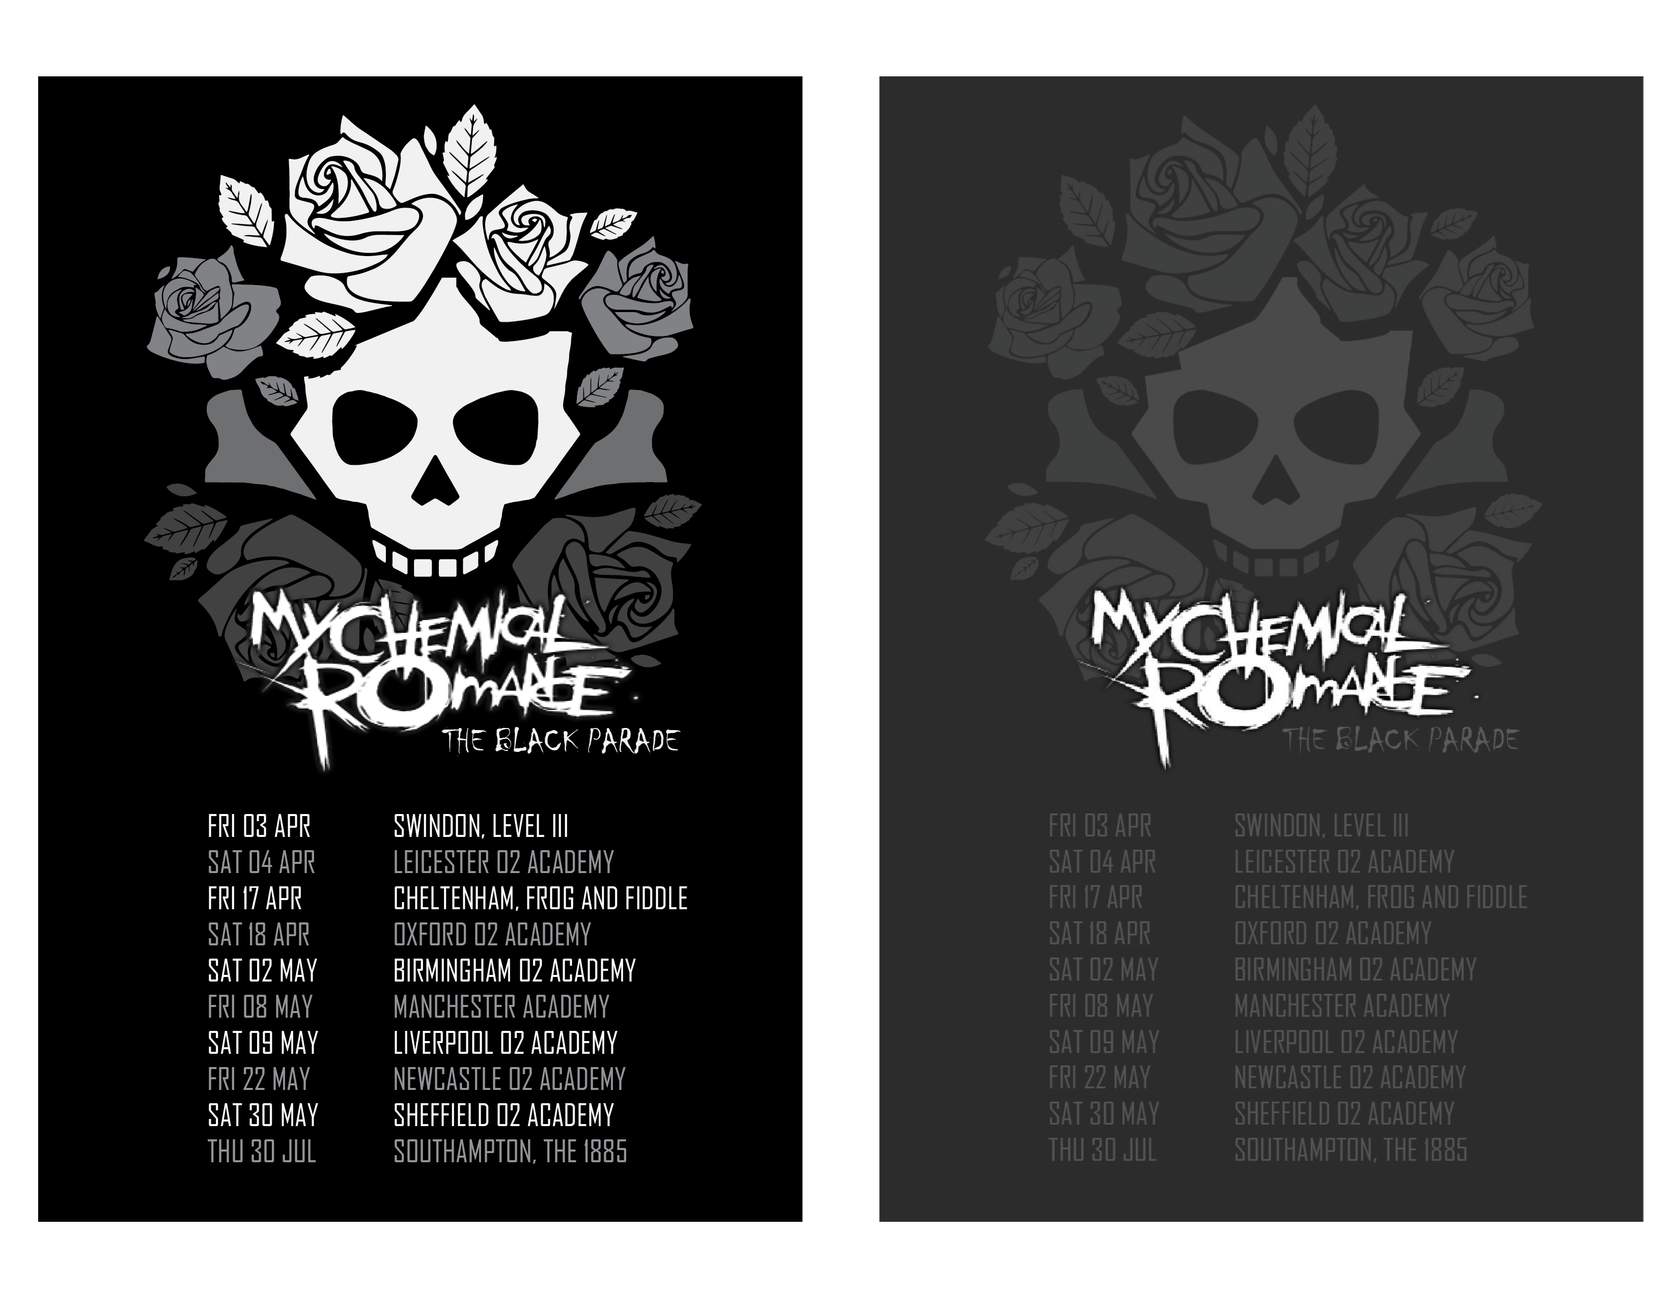 MY CHEMICAL
ROMANCE
THE BLACK PARADE
FRI 03 APR SWINDON, LEVEL III
SAT 04 APR LEICESTER O2 ACADEMY
FRI 17 APR CHELTENHAM, FROG AND FIDDLE
SAT 18 APR OXFORD O2 ACADEMY
SAT 02 MAY BIRMINGHAM O2 ACADEMY
FRI 08 MAY MANCHESTER ACADEMY
SAT 09 MAY LIVERPOOL O2 ACADEMY
FRI 22 MAY NEWCASTLE O2 ACADEMY
SAT 30 MAY SHEFFIELD O2 ACADEMY
THU 30 JUL SOUTHAMPTON, THE 1885
MY CHEMICAL
ROMANCE
THE BLACK PARADE
FRI 03 APR SWINDON, LEVEL III
SAT 04 APR LEICESTER O2 ACADEMY
FRI 17 APR CHELTENHAM, FROG AND FIDDLE
SAT 18 APR OXFORD O2 ACADEMY
SAT 02 MAY BIRMINGHAM O2 ACADEMY
FRI 08 MAY MANCHESTER ACADEMY
SAT 09 MAY LIVERPOOL O2 ACADEMY
FRI 22 MAY NEWCASTLE O2 ACADEMY
SAT 30 MAY SHEFFIELD O2 ACADEMY
THU 30 JUL SOUTHAMPTON, THE 1885